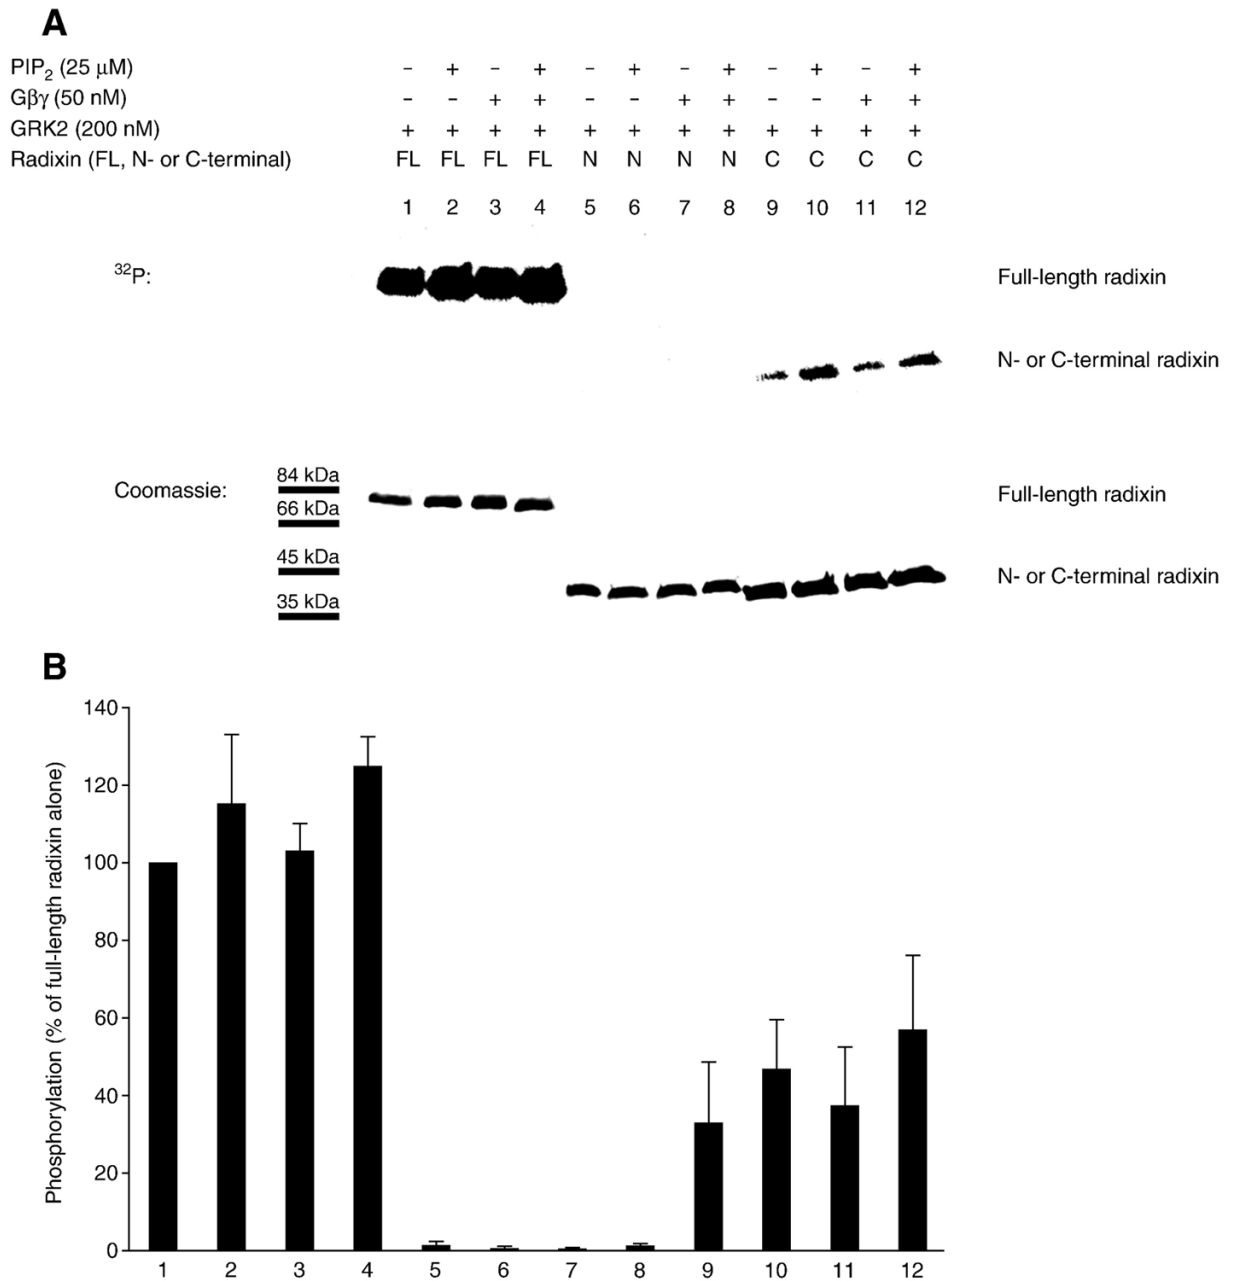 A
PIP2 (25 μM) – + – + – + – + – + – +
Gβγ (50 nM) – – + + – – + + – – + +
GRK2 (200 nM) + + + + + + + + + + + +
Radixin (FL, N- or C-terminal) FL FL FL FL N N N N C C C C
1 2 3 4 5 6 7 8 9 10 11 12
32P: Full-length radixin
N- or C-terminal radixin
84 kDa
Coomassie: Full-length radixin
66 kDa
45 kDa
N- or C-terminal radixin
35 kDa
B
Phosphorylation (% of full-length radixin alone)
140
120
100
80
60
40
20
0
1 2 3 4 5 6 7 8 9 10 11 12